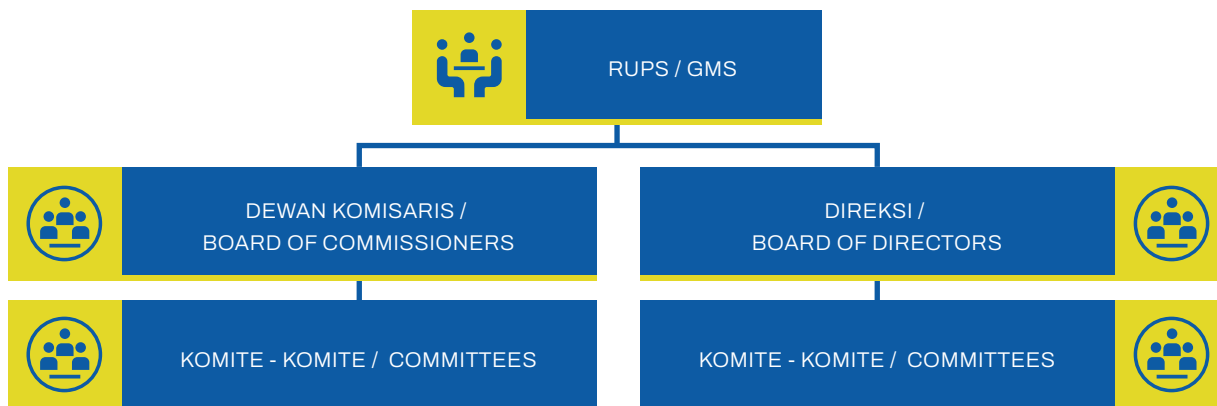 RUPS / GMS
DEWAN KOMISARIS /
BOARD OF COMMISSIONERS
DIREKSI /
BOARD OF DIRECTORS
KOMITE - KOMITE / COMMITTEES
KOMITE - KOMITE / COMMITTEES